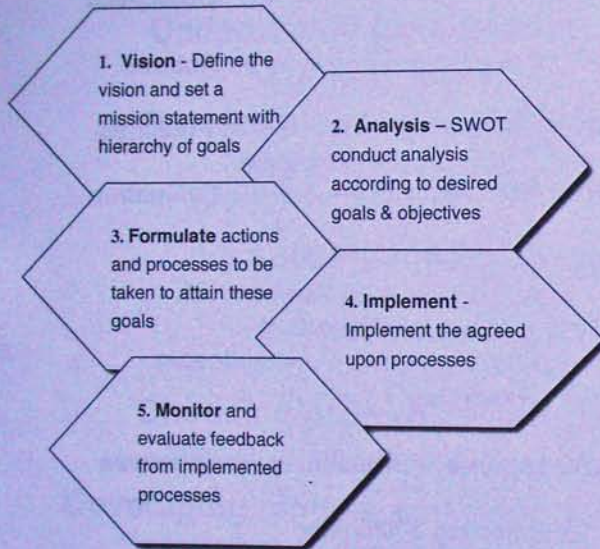 1. Vision - Define the
vision and set a
mission statement with
hierarchy of goals
2. Analysis – SWOT
conduct analysis
according to desired
goals & objectives
3. Formulate actions
and processes to be
taken to attain these
goals
4. Implement -
Implement the agreed
upon processes
5. Monitor and
evaluate feedback
from implemented
processes